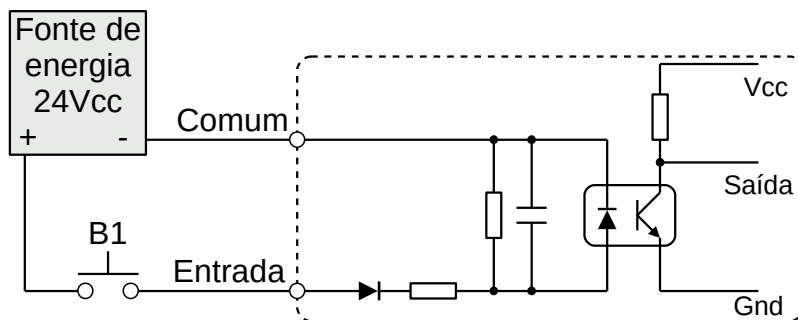 Fonte de
energia
24Vcc
+ -
Comum
B1
Entrada
Vcc
Saída
Gnd